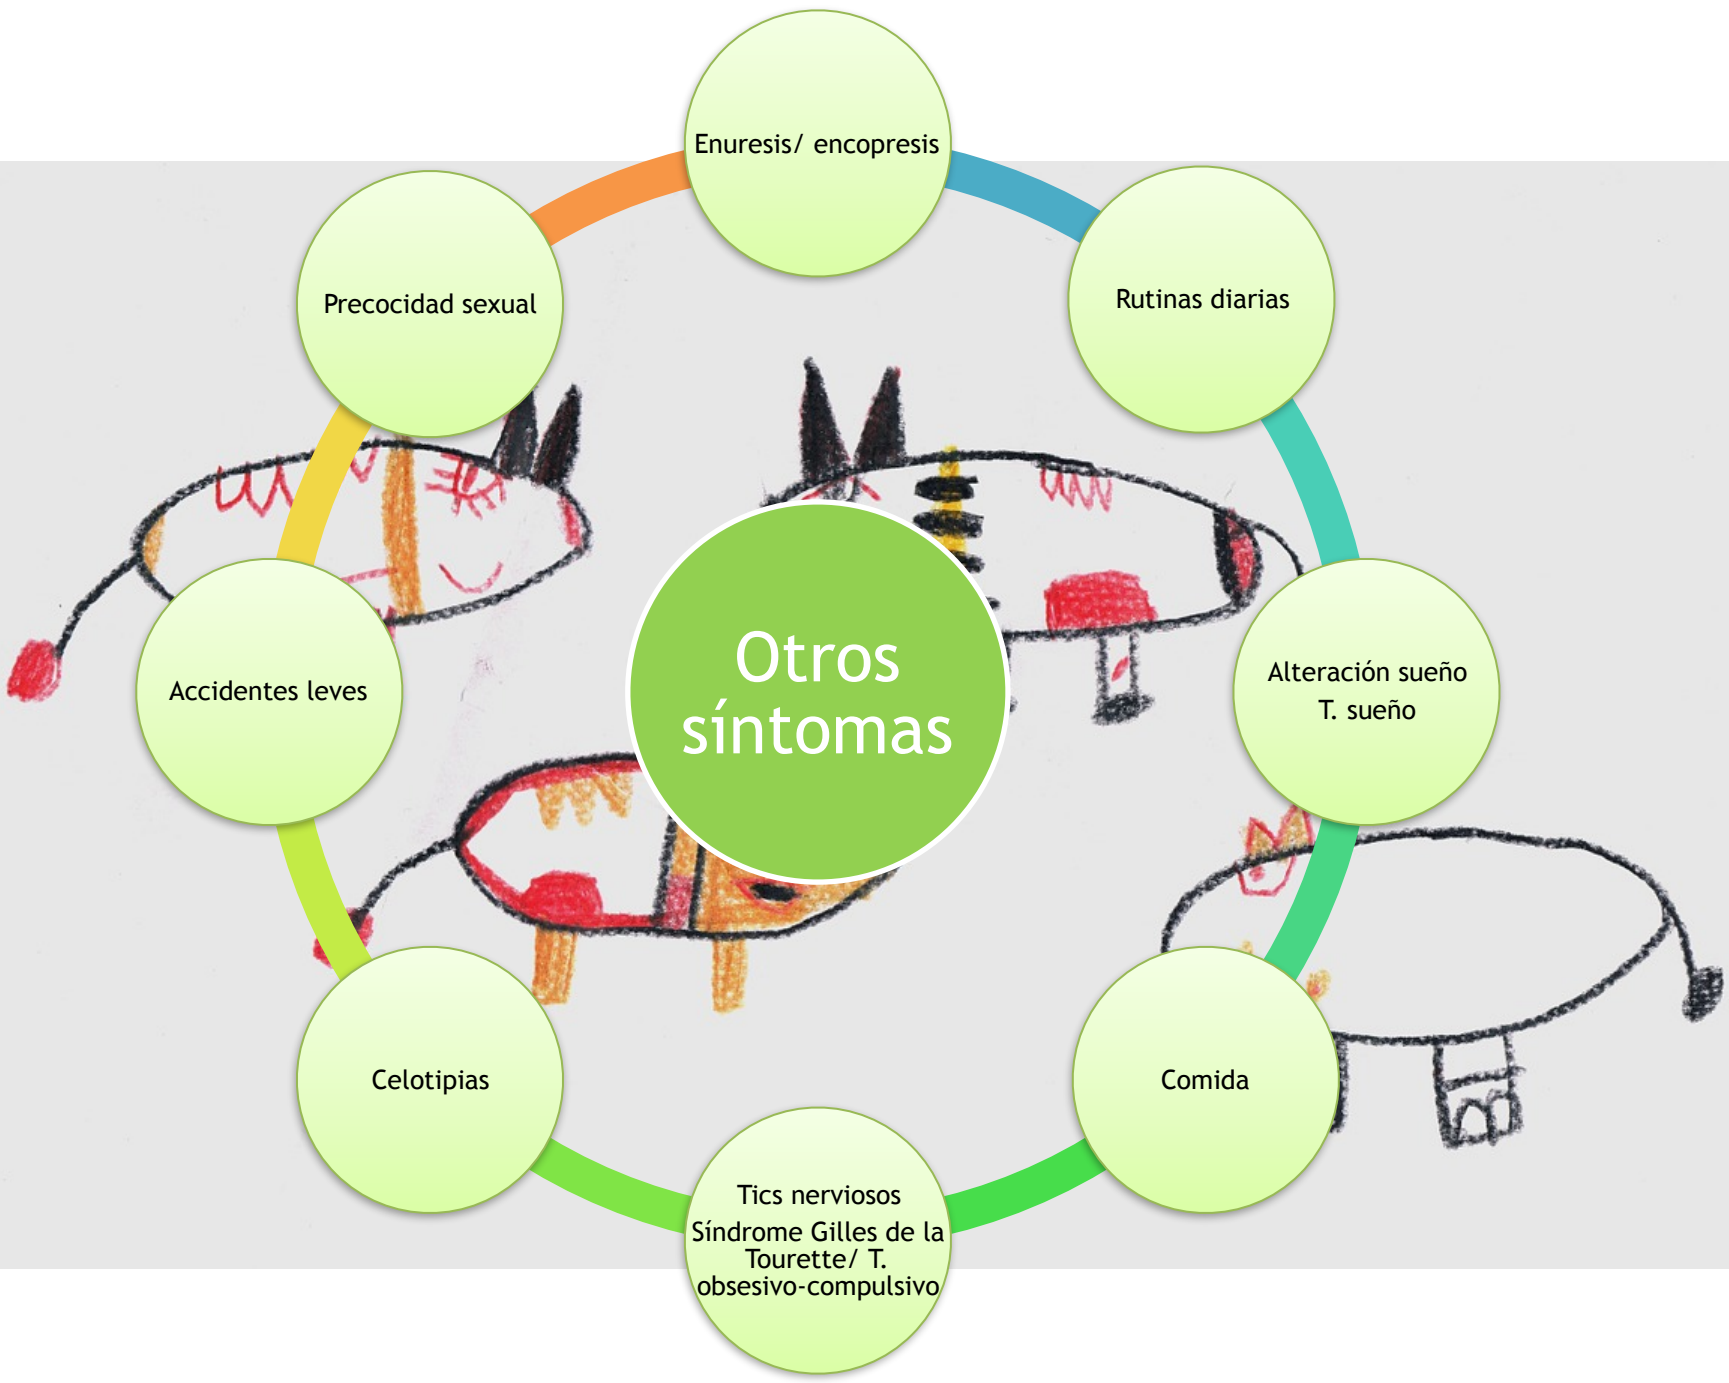 Enuresis/ encopresis
Rutinas diarias
Precocidad sexual
Otros
síntomas
Alteración sueño
T. sueño
Accidentes leves
Comida
Celotipias
Tics nerviosos
Síndrome Gilles de la
Tourette/ T.
obsesivo-compulsivo